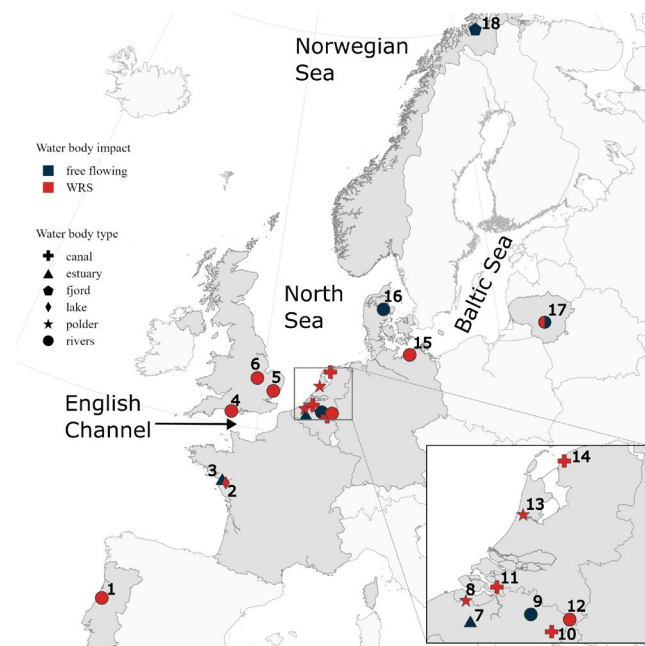 18
Norwegian
Sea
Water body impact
free flowing
WRS
Water body type
canal
estuary
fjord
lake
polder
rivers
North
Sea
Baltic Sea
16
17
15
6
5
4
English
Channel
3
2
1
14
13
11
8
9
12
7
10